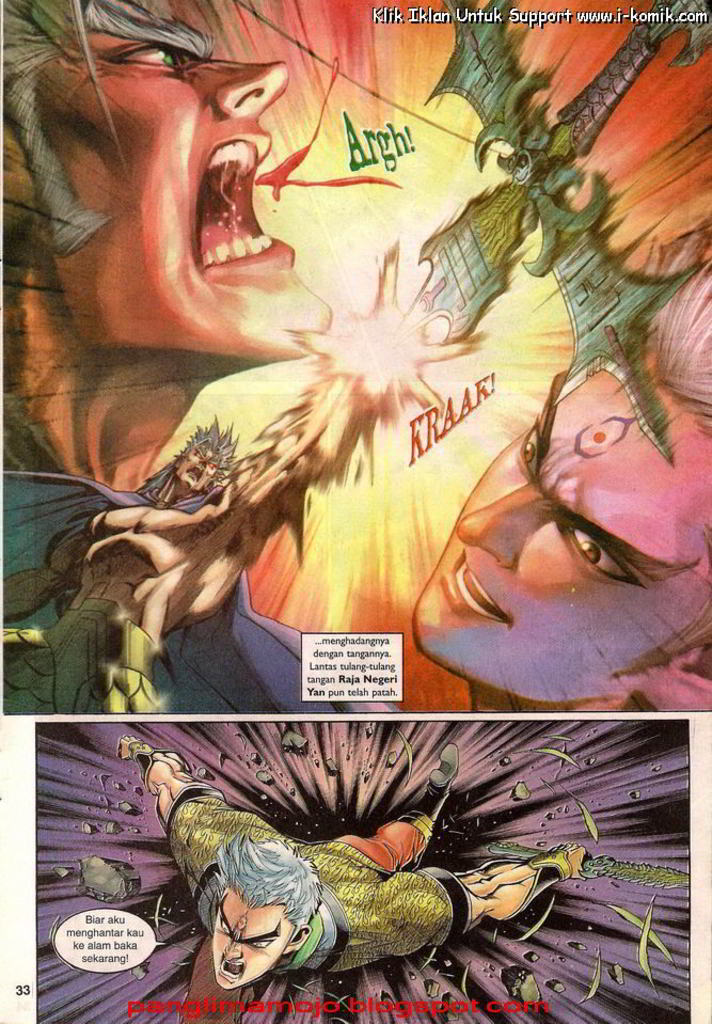 Klik Iklan Untuk Support www.i-komik.com
Argh!
KRAAK!
...menghadangnya
dengan tangannya.
Lantas tulang-tulang
tangan Raja Negeri
Yan pun telah patah.
Biar aku
menghantar kau
ke alam baka
sekarang!
33
panglimamojo.blogspot.com